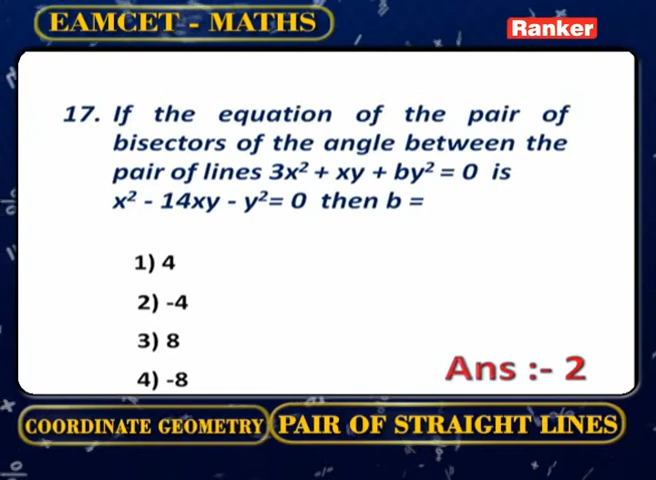 EAMCET - MATHS
Ranker
17. If the equation of the pair of
bisectors of the angle between the
pair of lines 3x² + xy + by² = 0 is
x² - 14xy - y²= 0 then b =
1) 4
2) -4
3) 8
4) -8
Ans :- 2
COORDINATE GEOMETRY
PAIR OF STRAIGHT LINES